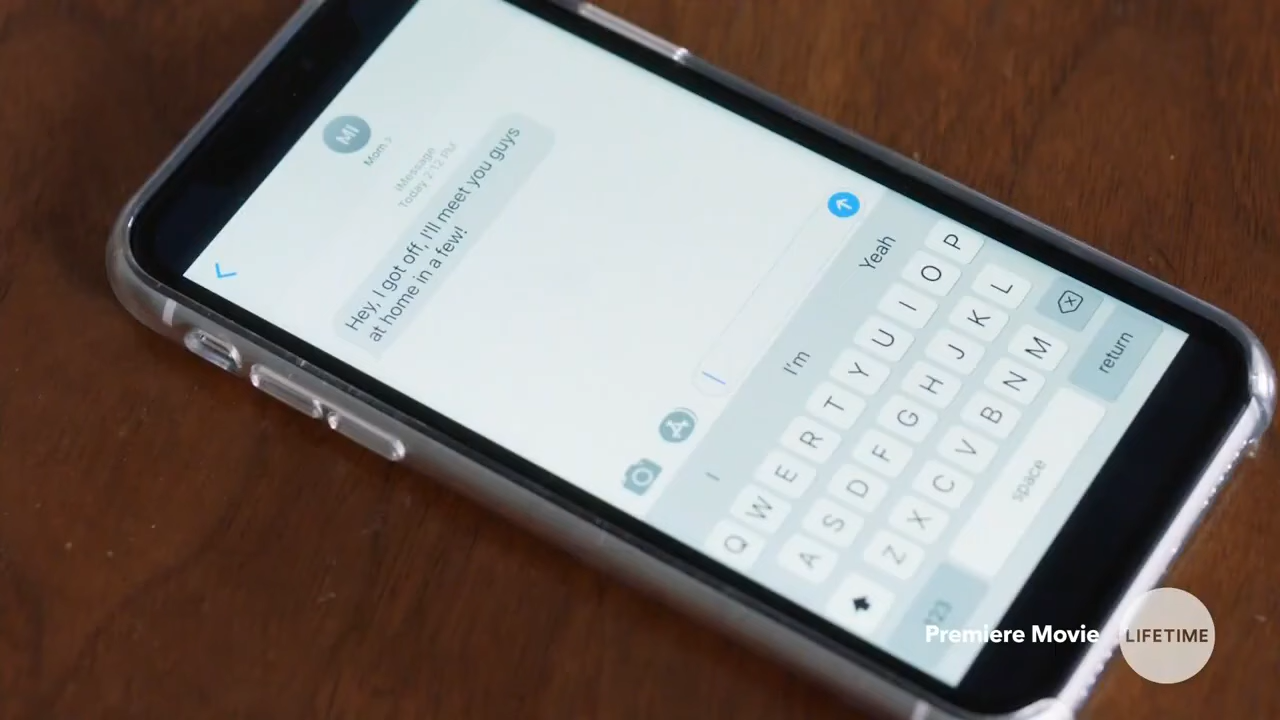 MI
Mom >
iMessage
Today 2:12 PM
Hey, I got off, I'll meet you guys
at home in a few!
I I'm Yeah
Q W E R T Y U I O P
A S D F G H J K L
Z X C V B N M
123 space return
Premiere Movie LIFETIME